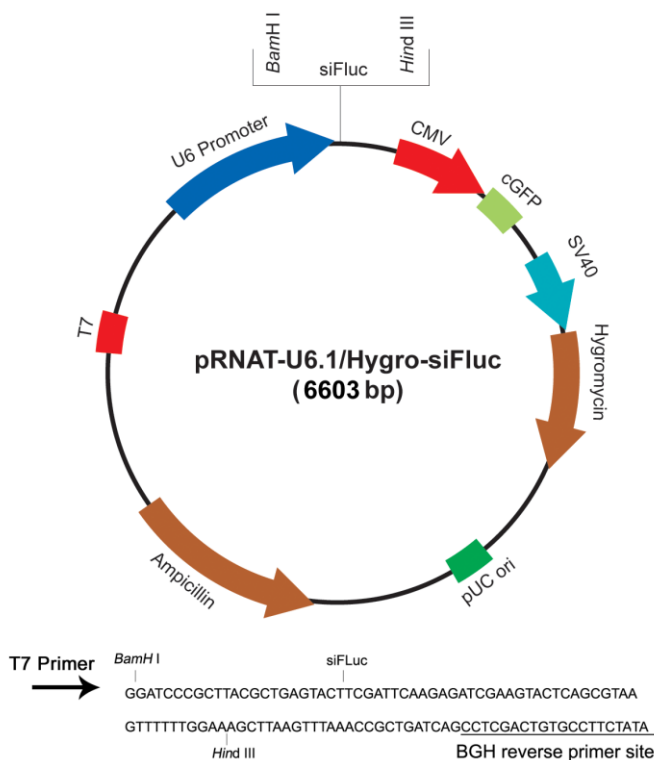 BamH I
siFluc
Hind III
U6 Promoter
CMV
cGFP
SV40
T7
Hygromycin
pRNAT-U6.1/Hygro-siFluc
(6603 bp)
Ampicillin
pUC ori
T7 Primer
BamH I
siFLuc
GGATCCCGCTTACGCTGAGTACTTCGATTCAAGAGATCGAAGTACTCAGCGTAA
GTTTTTTGGAAAGCTTAAGTTTAAACCGCTGATCAGCCTCGACTGTGCCTTCTATA
Hind III
BGH reverse primer site